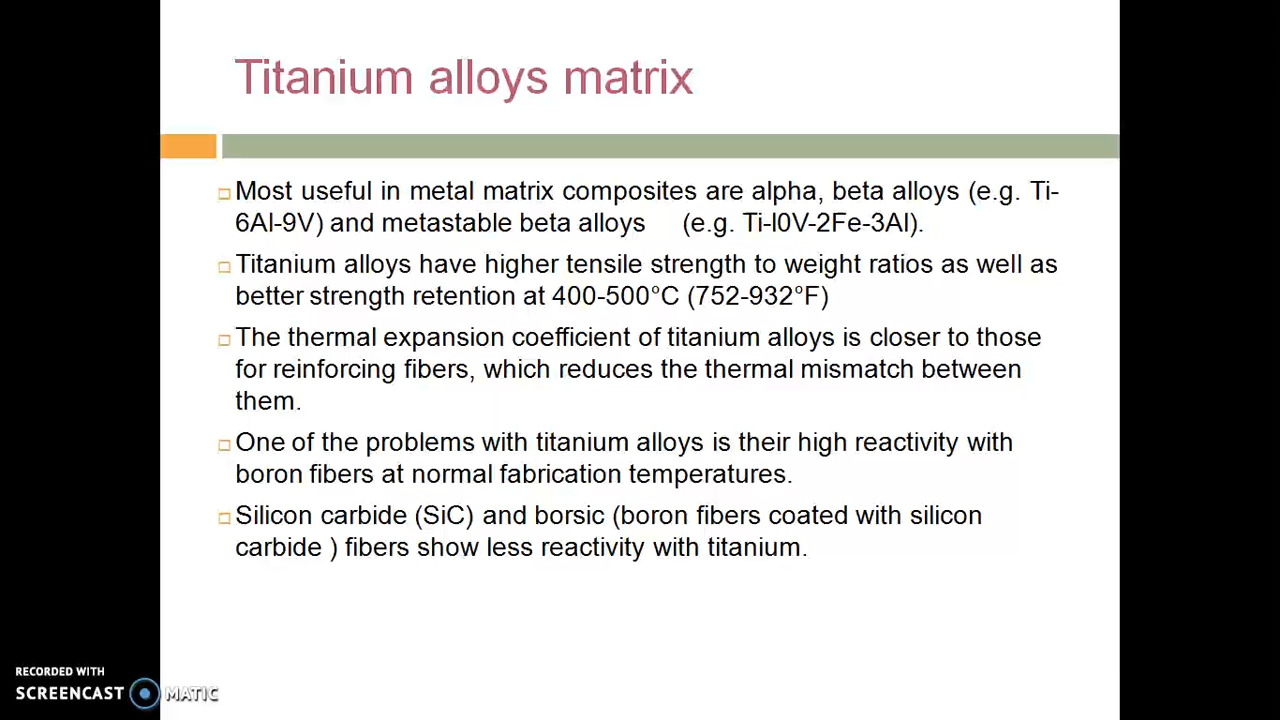 Titanium alloys matrix
Most useful in metal matrix composites are alpha, beta alloys (e.g. Ti-
6Al-9V) and metastable beta alloys (e.g. Ti-l0V-2Fe-3Al).
Titanium alloys have higher tensile strength to weight ratios as well as
better strength retention at 400-500°C (752-932°F)
The thermal expansion coefficient of titanium alloys is closer to those
for reinforcing fibers, which reduces the thermal mismatch between
them.
One of the problems with titanium alloys is their high reactivity with
boron fibers at normal fabrication temperatures.
Silicon carbide (SiC) and borsic (boron fibers coated with silicon
carbide ) fibers show less reactivity with titanium.
RECORDED WITH
SCREENCAST MATIC